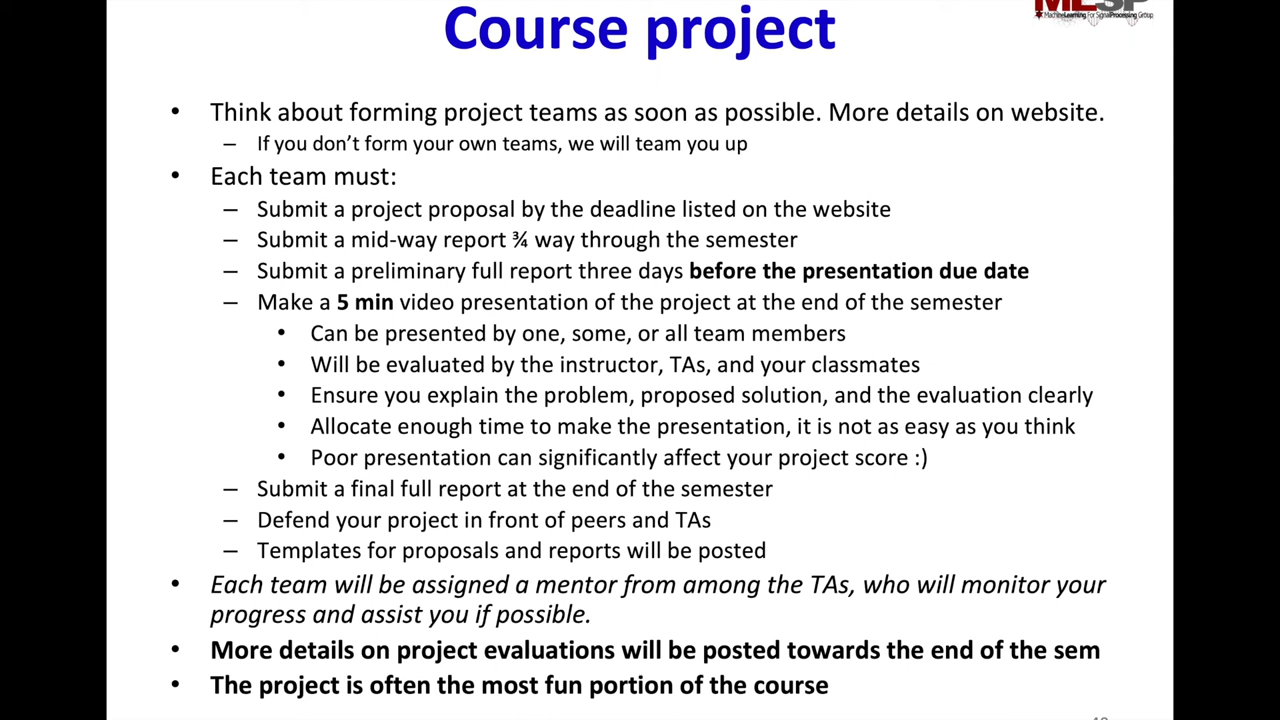 MLSP
MachineLearning For SignalProcessing Group
Course project
• Think about forming project teams as soon as possible. More details on website.
– If you don’t form your own teams, we will team you up
• Each team must:
– Submit a project proposal by the deadline listed on the website
– Submit a mid-way report ¾ way through the semester
– Submit a preliminary full report three days before the presentation due date
– Make a 5 min video presentation of the project at the end of the semester
• Can be presented by one, some, or all team members
• Will be evaluated by the instructor, TAs, and your classmates
• Ensure you explain the problem, proposed solution, and the evaluation clearly
• Allocate enough time to make the presentation, it is not as easy as you think
• Poor presentation can significantly affect your project score :)
– Submit a final full report at the end of the semester
– Defend your project in front of peers and TAs
– Templates for proposals and reports will be posted
• Each team will be assigned a mentor from among the TAs, who will monitor your
progress and assist you if possible.
• More details on project evaluations will be posted towards the end of the sem
• The project is often the most fun portion of the course